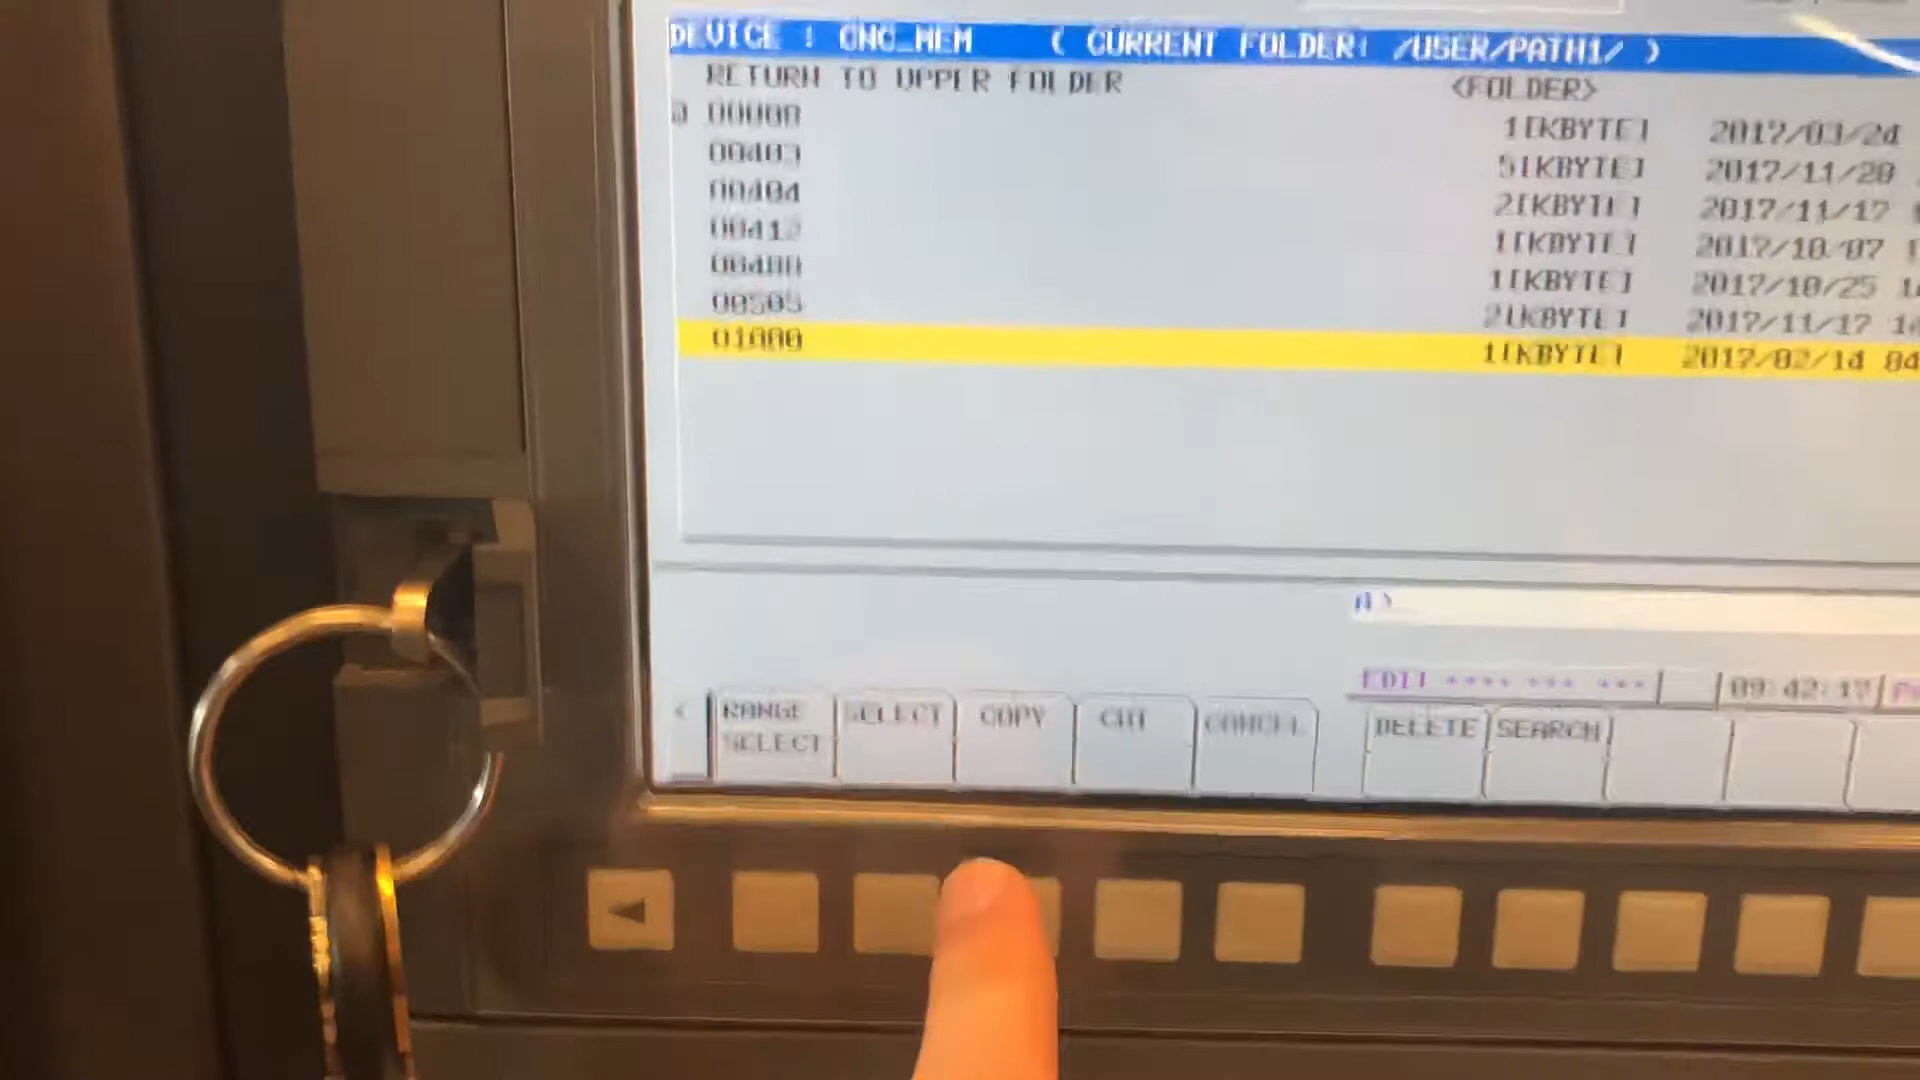 DEVICE : CNC_MEM ( CURRENT FOLDER: /USER/PATH1/ )
RETURN TO UPPER FOLDER <FOLDER>
@ 1[KBYTE] 2017/03/24
O0403 5[KBYTE] 2017/11/20
O0404 2[KBYTE] 2017/11/17
O0412 1[KBYTE] 2017/10/07
1[KBYTE] 2017/10/25
O0505 2[KBYTE] 2017/11/17
O1000 1[KBYTE] 2017/02/14 04
A>
EDIT **** *** *** 09:42:17
< RANGE SELECT SELECT COPY CUT CANCEL DELETE SEARCH